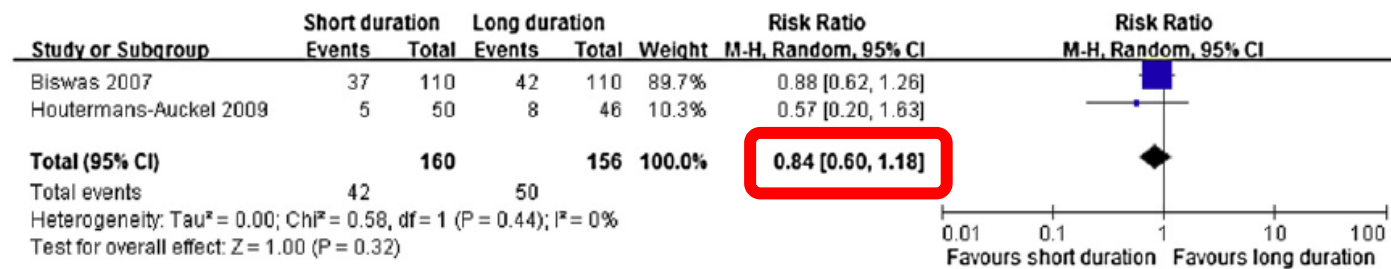 Short duration Long duration Risk Ratio Risk Ratio
Study or Subgroup Events Total Events Total Weight M-H, Random, 95% CI M-H, Random, 95% CI
Biswas 2007 37 110 42 110 89.7% 0.88 [0.62, 1.26]
Houtermans-Auckel 2009 5 50 8 46 10.3% 0.57 [0.20, 1.63]
Total (95% CI) 160 156 100.0% 0.84 [0.60, 1.18]
Total events 42 50
Heterogeneity: Tau² = 0.00; Chi² = 0.58, df = 1 (P = 0.44); I² = 0%
Test for overall effect: Z = 1.00 (P = 0.32)
0.01 0.1 1 10 100
Favours short duration Favours long duration